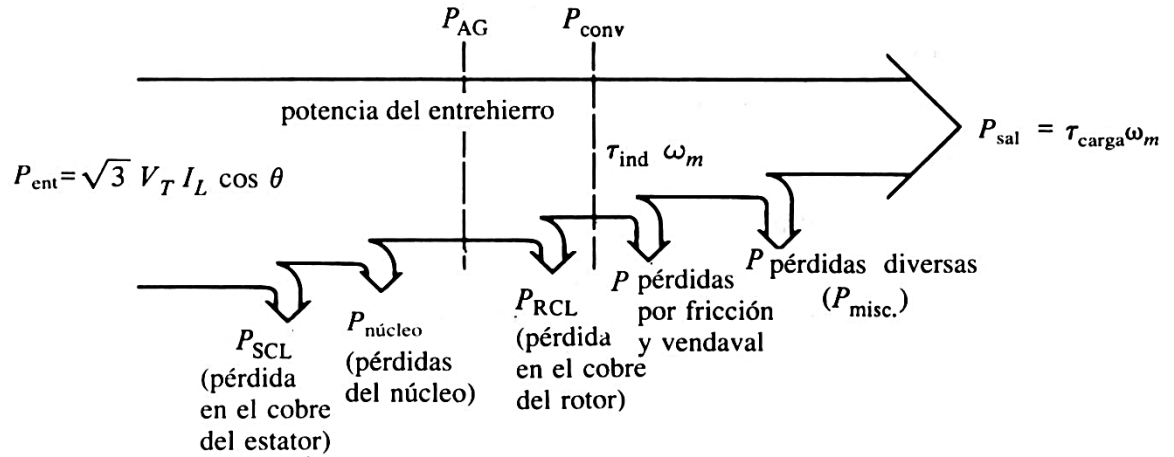 P_AG
P_conv
potencia del entrehierro
P_sal = τ_carga ω_m
τ_ind ω_m
P_ent = √3 V_T I_L cos θ
P_SCL
(pérdida
en el cobre
del estator)
P_núcleo
(pérdidas
del núcleo)
P_RCL
(pérdida
en el cobre
del rotor)
P pérdidas
por fricción
y vendaval
P pérdidas diversas
(P_misc.)